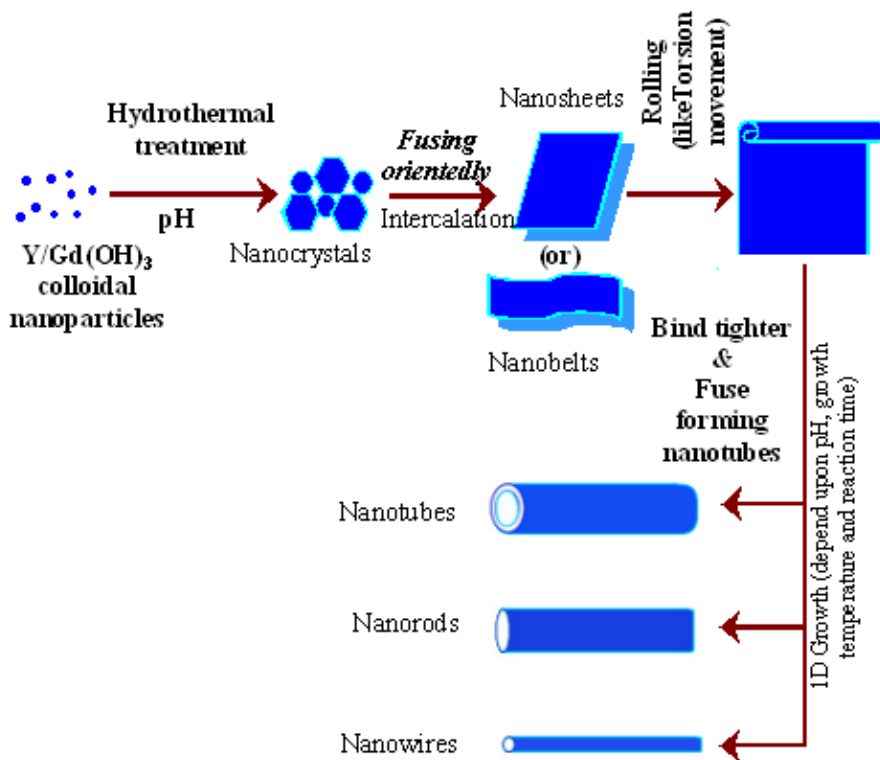 Hydrothermal
treatment
pH
Y/Gd(OH)₃
colloidal
nanoparticles
Nanocrystals
Fusing
orientedly
Intercalation
Nanosheets
(or)
Nanobelts
Rolling
(likeTorsion
movement)
Bind tighter
&
Fuse
forming
nanotubes
1D Growth (depend upon pH, growth
temperature and reaction time)
Nanotubes
Nanorods
Nanowires